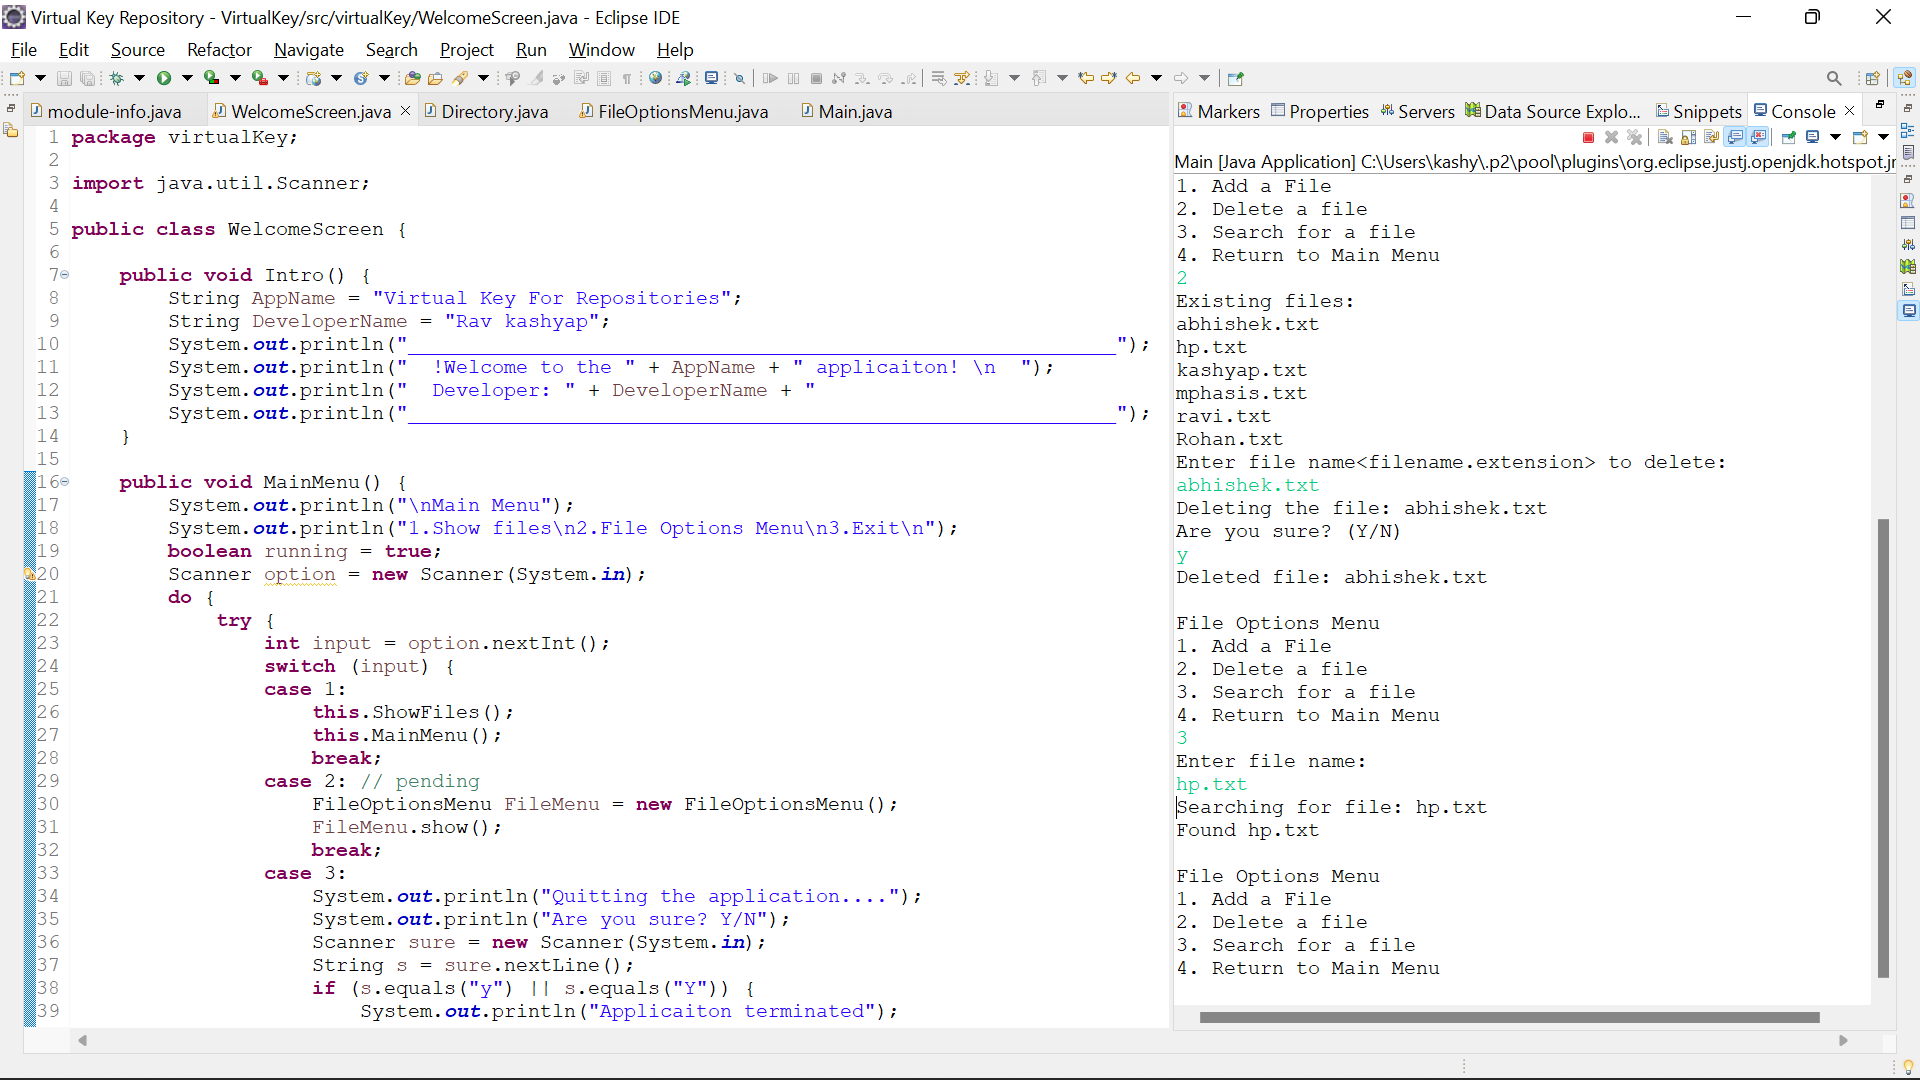 Virtual Key Repository - VirtualKey/src/virtualKey/WelcomeScreen.java - Eclipse IDE
File Edit Source Refactor Navigate Search Project Run Window Help
module-info.java WelcomeScreen.java Directory.java FileOptionsMenu.java Main.java
1 package virtualKey;
2
3 import java.util.Scanner;
4
5 public class WelcomeScreen {
6
7 public void Intro() {
8 String AppName = "Virtual Key For Repositories";
9 String DeveloperName = "Rav kashyap";
10 System.out.println("___________________________________________________________");
11 System.out.println("  !Welcome to the " + AppName + " applicaiton! \n  ");
12 System.out.println("  Developer: " + DeveloperName + "
13 System.out.println("___________________________________________________________");
14 }
15
16 public void MainMenu() {
17 System.out.println("\nMain Menu");
18 System.out.println("1.Show files\n2.File Options Menu\n3.Exit\n");
19 boolean running = true;
20 Scanner option = new Scanner(System.in);
21 do {
22 try {
23 int input = option.nextInt();
24 switch (input) {
25 case 1:
26 this.ShowFiles();
27 this.MainMenu();
28 break;
29 case 2: // pending
30 FileOptionsMenu FileMenu = new FileOptionsMenu();
31 FileMenu.show();
32 break;
33 case 3:
34 System.out.println("Quitting the application....");
35 System.out.println("Are you sure? Y/N");
36 Scanner sure = new Scanner(System.in);
37 String s = sure.nextLine();
38 if (s.equals("y") || s.equals("Y")) {
39 System.out.println("Applicaiton terminated");
Markers Properties Servers Data Source Explo... Snippets Console
Main [Java Application] C:\Users\kashy\.p2\pool\plugins\org.eclipse.justj.openjdk.hotspot.jr
1. Add a File
2. Delete a file
3. Search for a file
4. Return to Main Menu
2
Existing files:
abhishek.txt
hp.txt
kashyap.txt
mphasis.txt
ravi.txt
Rohan.txt
Enter file name<filename.extension> to delete:
abhishek.txt
Deleting the file: abhishek.txt
Are you sure? (Y/N)
y
Deleted file: abhishek.txt
File Options Menu
1. Add a File
2. Delete a file
3. Search for a file
4. Return to Main Menu
3
Enter file name:
hp.txt
Searching for file: hp.txt
Found hp.txt
File Options Menu
1. Add a File
2. Delete a file
3. Search for a file
4. Return to Main Menu